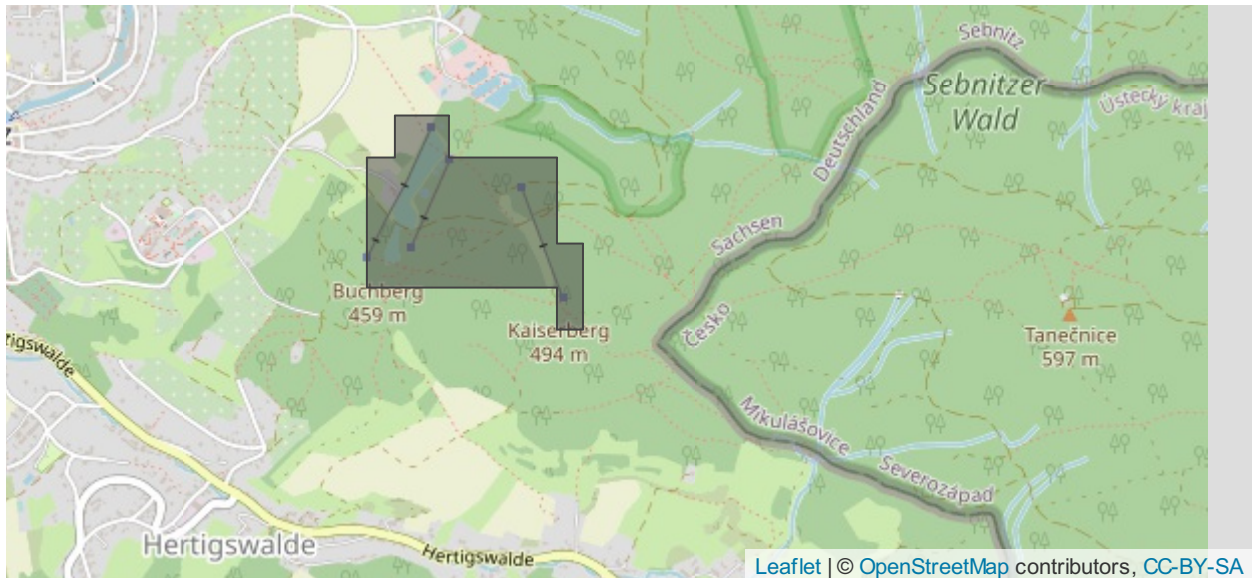 Sebnitz
Sebnitzer
Wald
Ústecký kraj
Deutschland
Sachsen
Česko
Buchberg
459 m
Kaiserberg
494 m
Tanečnice
597 m
Mikulášovice
Severozápad
Hertigswalde
Hertigswalde
Leaflet | © OpenStreetMap contributors, CC-BY-SA